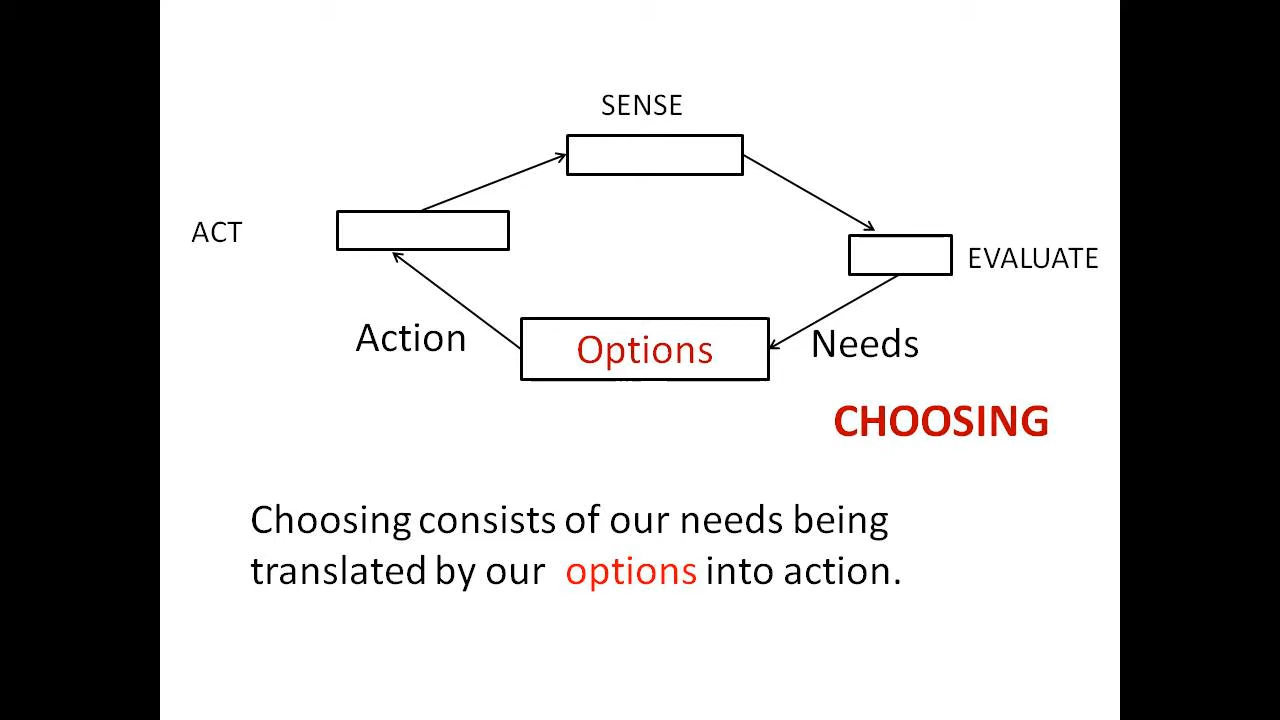 SENSE
ACT
EVALUATE
Action
Options
Needs
CHOOSING
Choosing consists of our needs being
translated by our options into action.